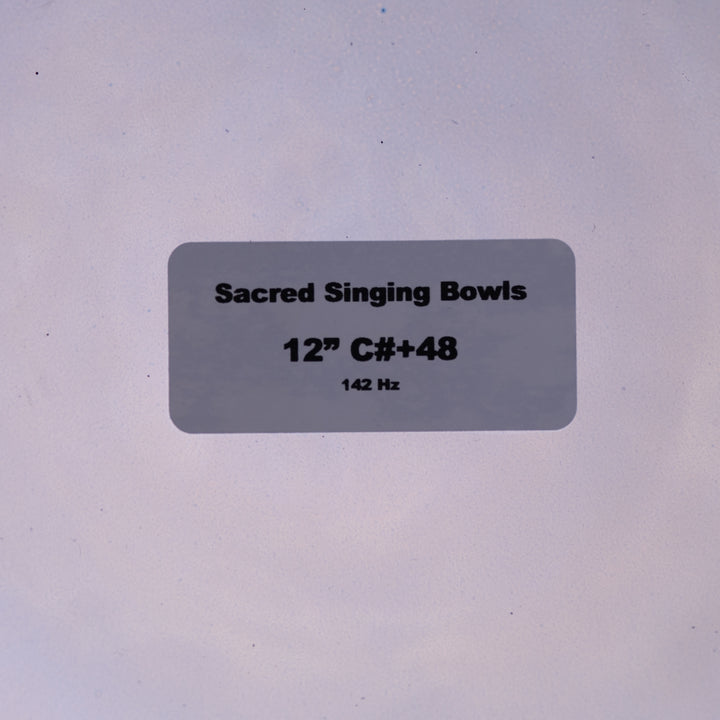 Sacred Singing Bowls
12” C#+48
142 Hz